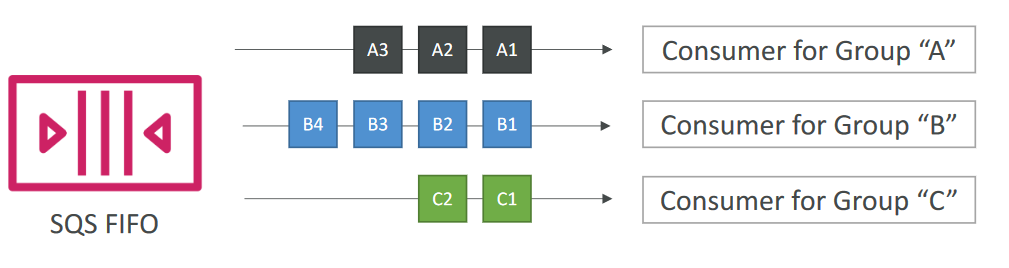 A3 A2 A1 Consumer for Group “A”
B4 B3 B2 B1 Consumer for Group “B”
C2 C1 Consumer for Group “C”
SQS FIFO